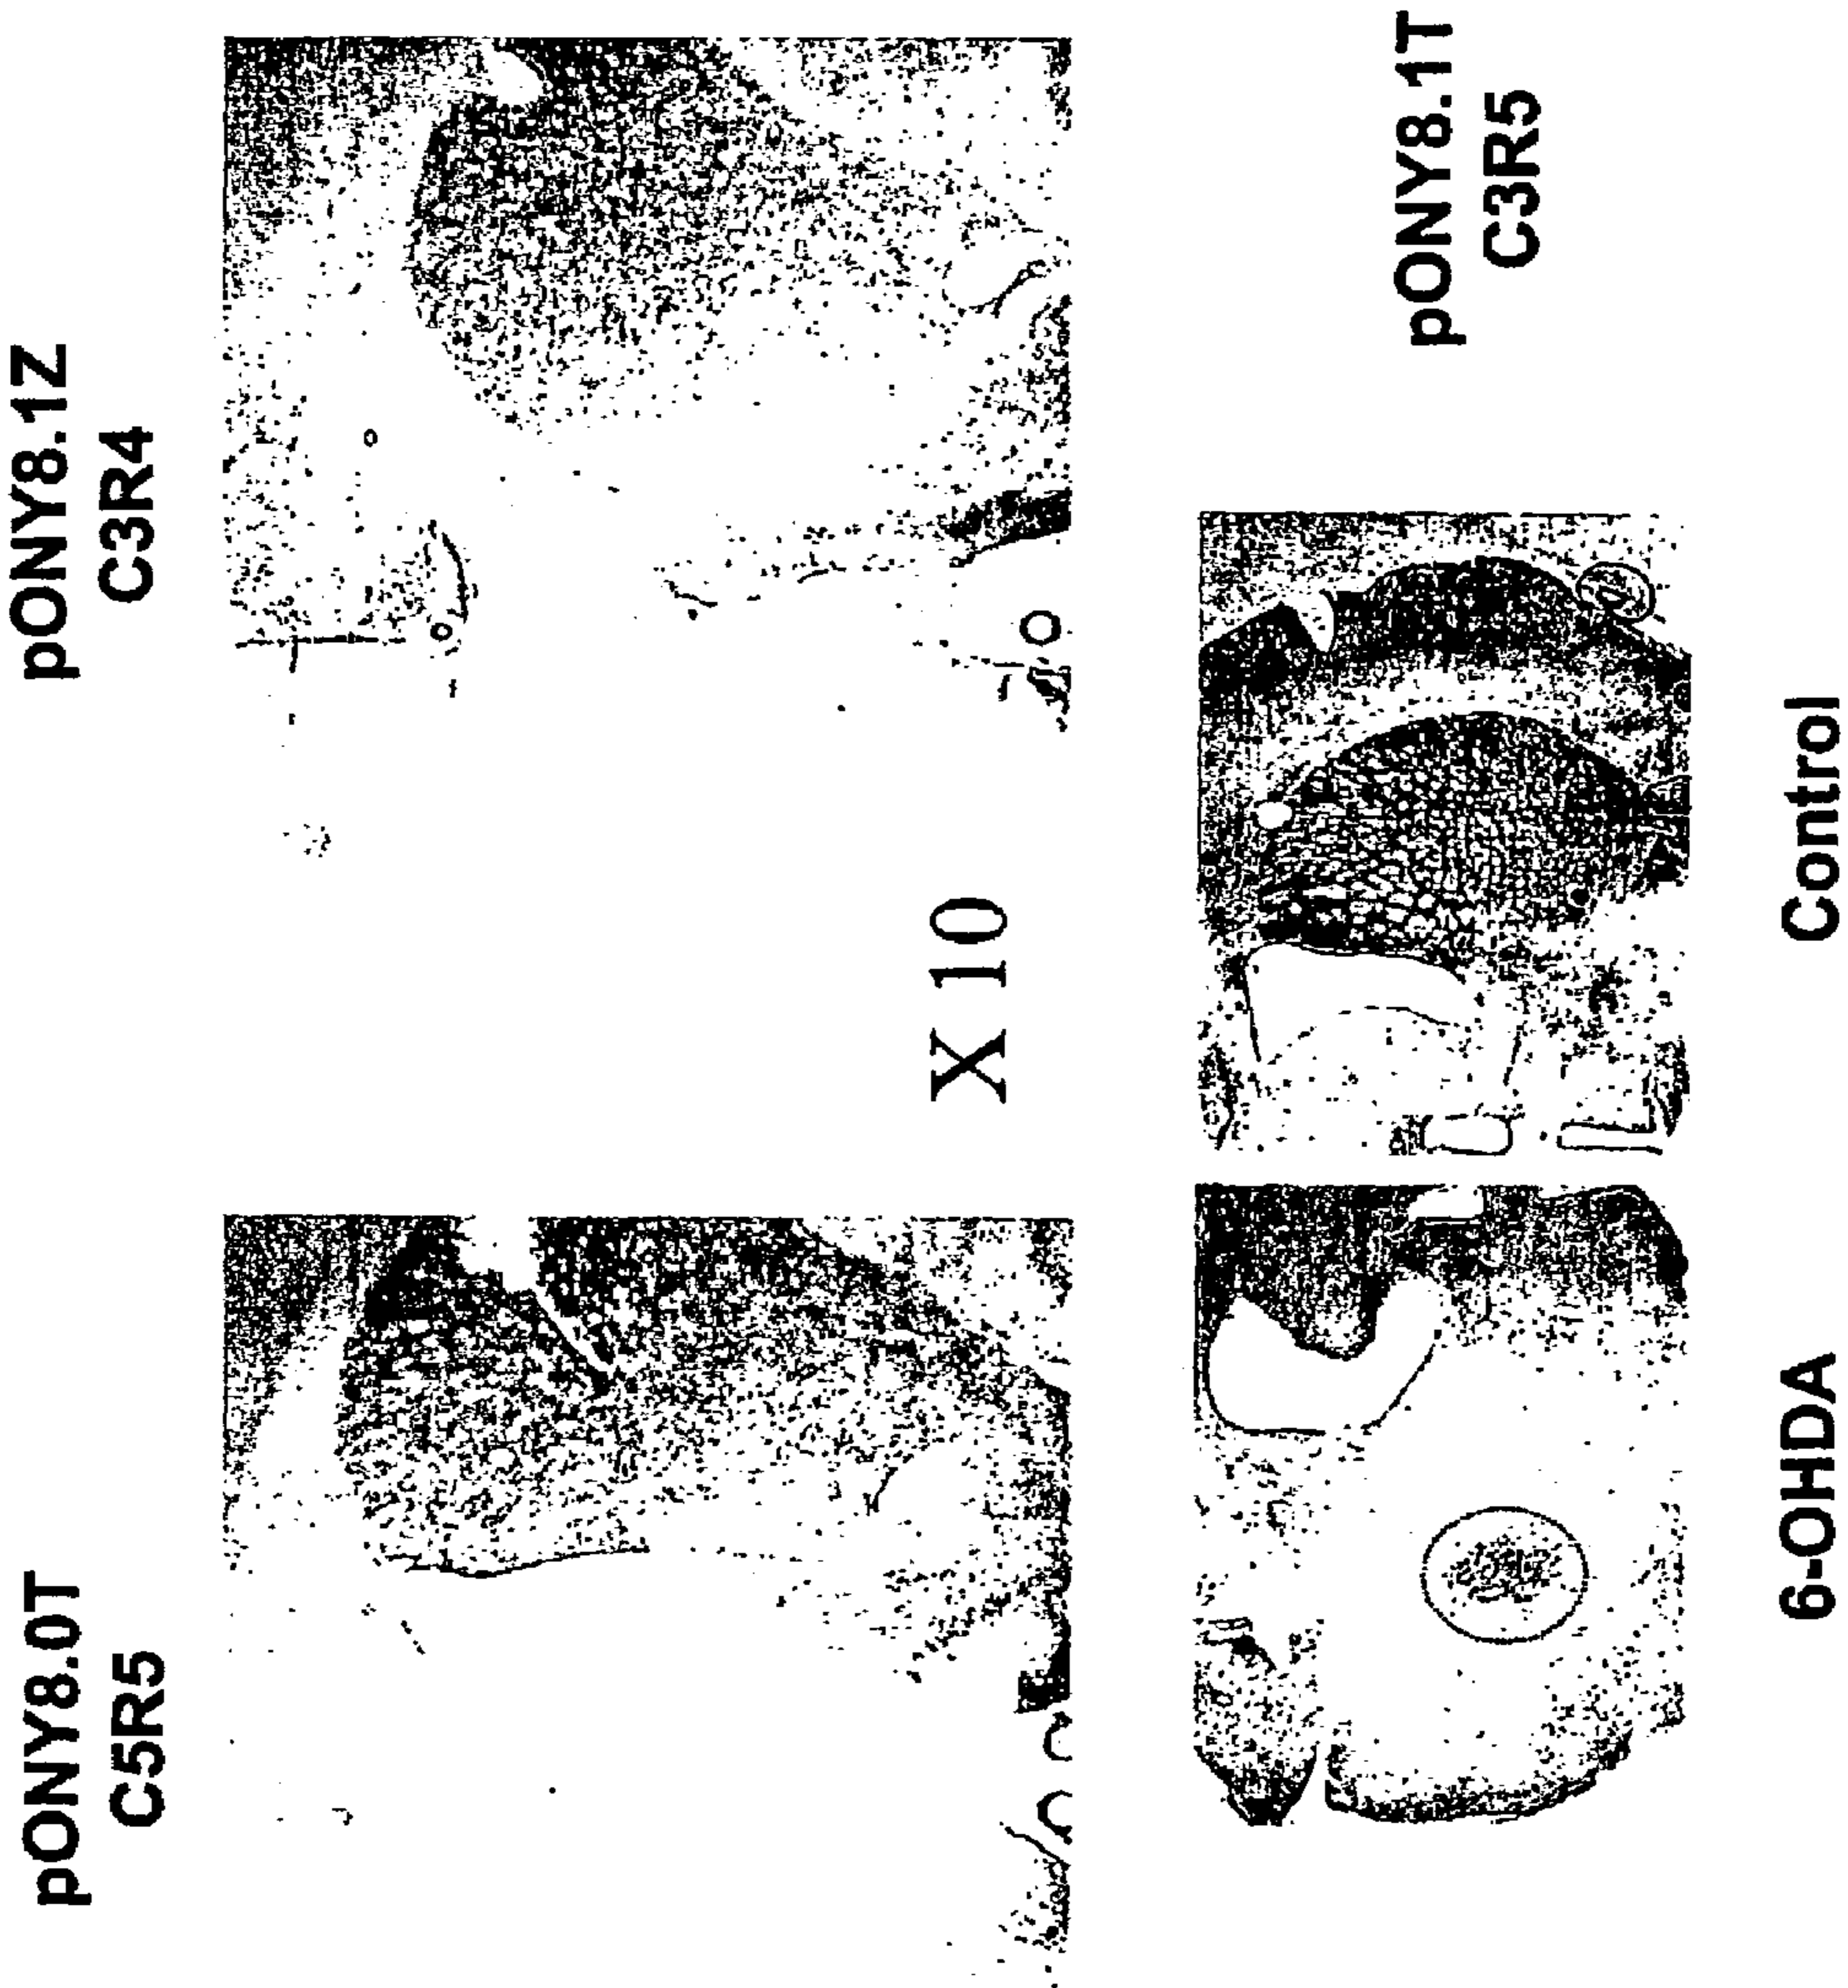 pONY8.0T
C5R5
pONY8.1Z
C3R4
X 10
pONY8.1T
C3R5
6-OHDA
Control